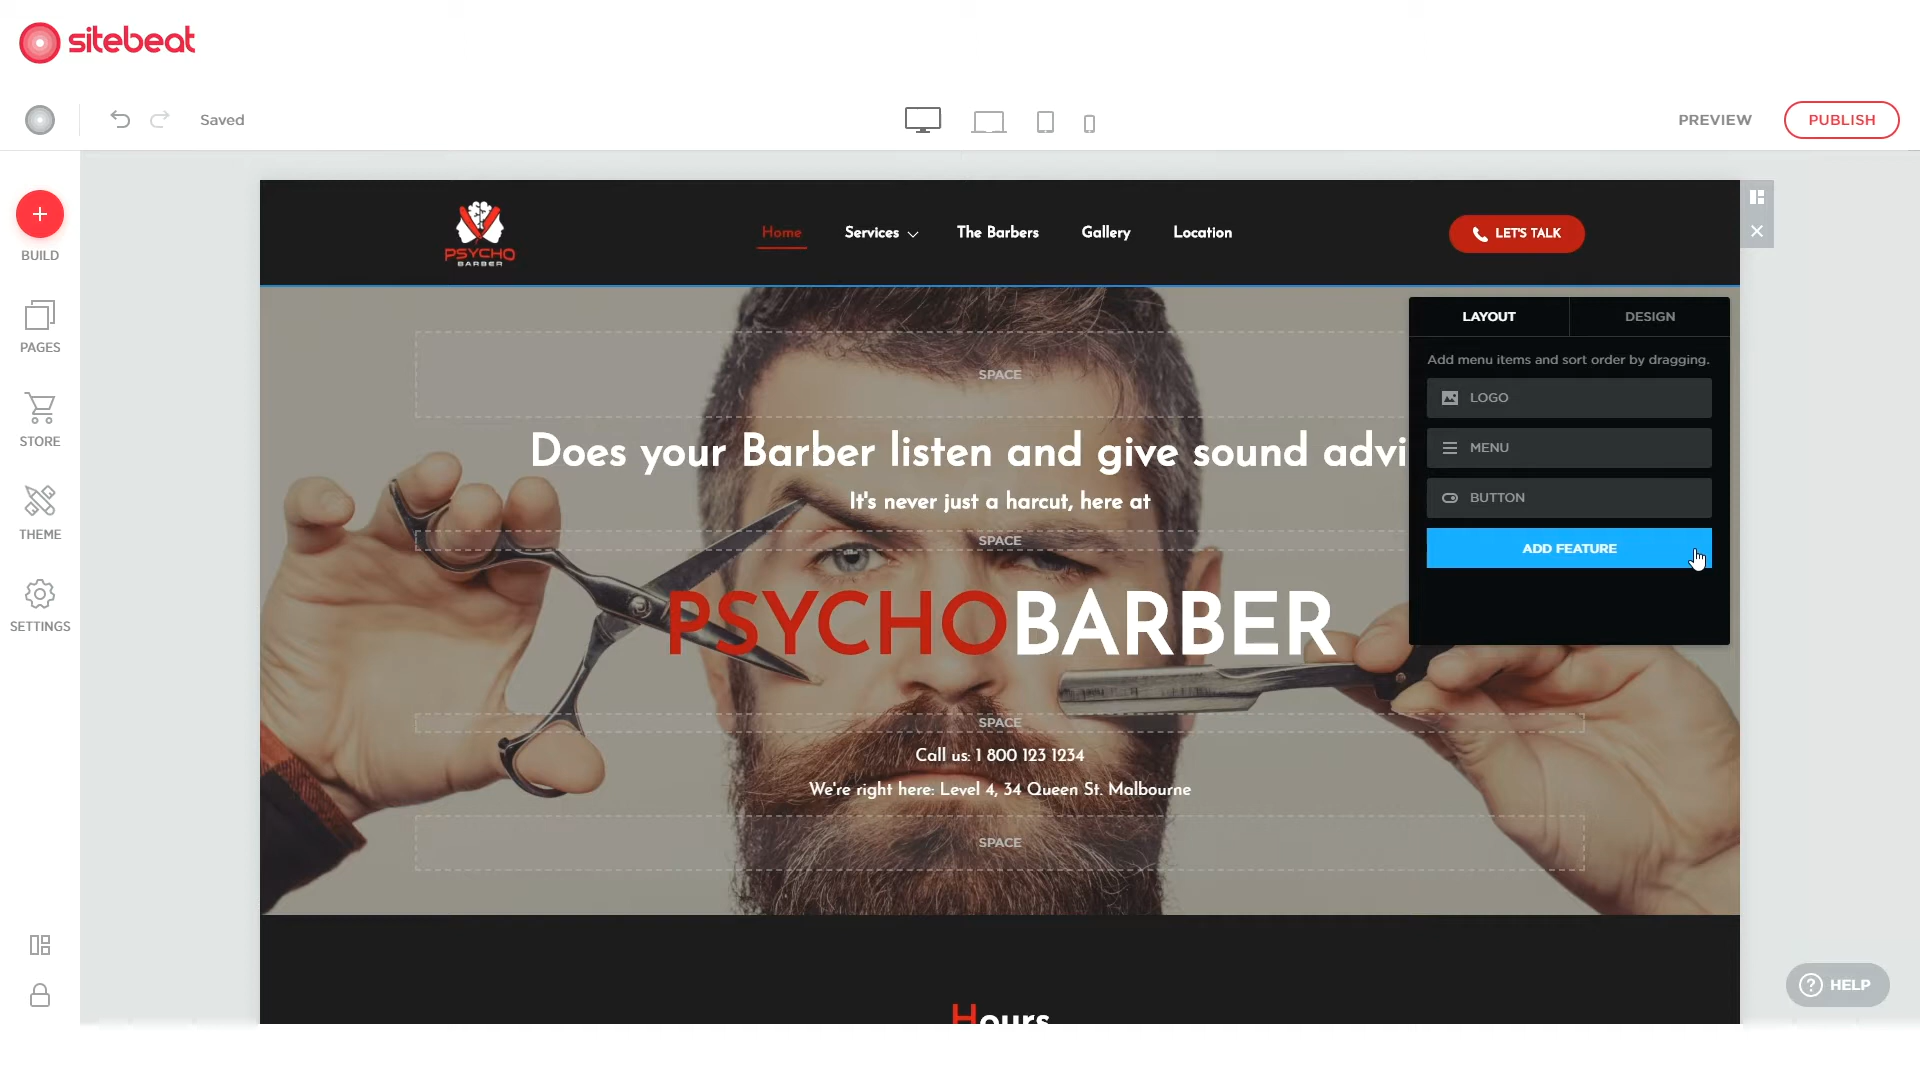 sitebeat
Saved
PREVIEW
PUBLISH
BUILD
PAGES
STORE
THEME
SETTINGS
PSYCHO
BARBER
Home
Services
The Barbers
Gallery
Location
LET'S TALK
LAYOUT
DESIGN
Add menu items and sort order by dragging.
LOGO
MENU
BUTTON
ADD FEATURE
SPACE
Does your Barber listen and give sound advi
It's never just a harcut, here at
SPACE
PSYCHOBARBER
SPACE
Call us: 1 800 123 1234
We're right here: Level 4, 34 Queen St. Malbourne
SPACE
Hours
HELP